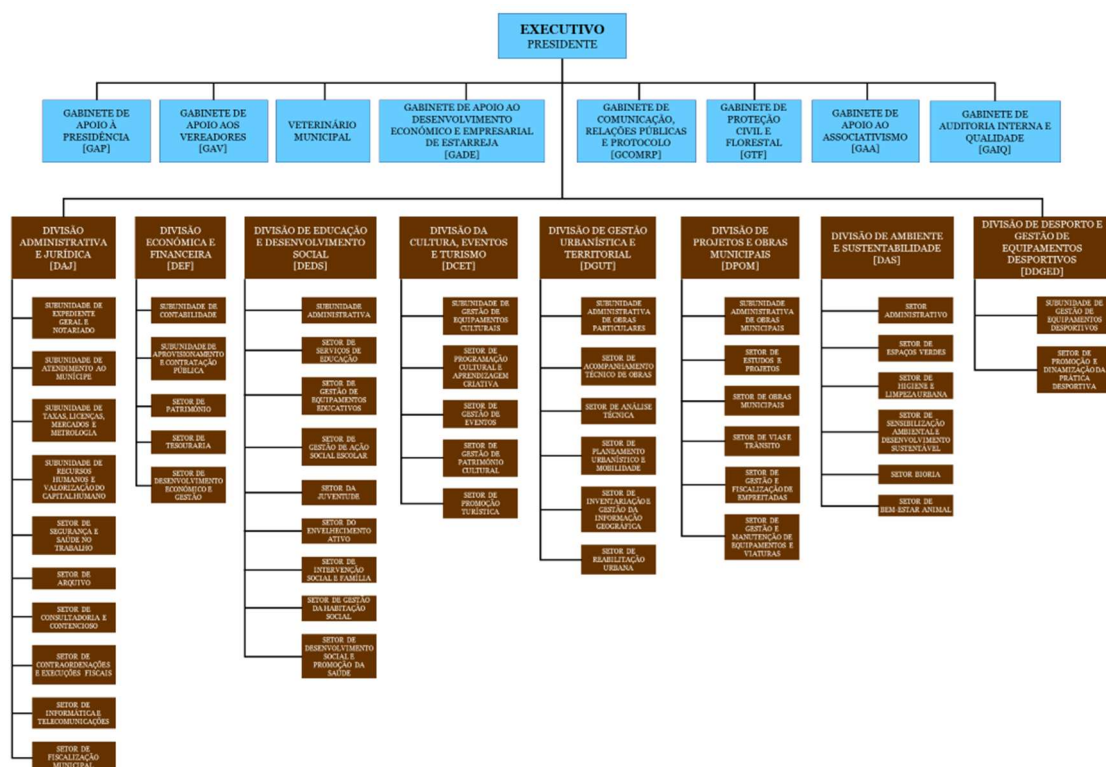 EXECUTIVO
PRESIDENTE
GABINETE DE
APOIO À
PRESIDÊNCIA
[GAP]
GABINETE DE
APOIO AOS
VEREADORES
[GAV]
VETERINÁRIO
MUNICIPAL
GABINETE DE APOIO AO
DESENVOLVIMENTO
ECONÓMICO E EMPRESARIAL
DE ESTARREJA
[GADE]
GABINETE DE
COMUNICAÇÃO,
RELAÇÕES PÚBLICAS
E PROTOCOLO
[GCOMRP]
GABINETE DE
PROTEÇÃO
CIVIL E
FLORESTAL
[GTF]
GABINETE DE
APOIO AO
ASSOCIATIVISMO
[GAA]
GABINETE DE
AUDITORIA INTERNA E
QUALIDADE
[GAIQ]
DIVISÃO
ADMINISTRATIVA
E JURÍDICA
[DAJ]
SUBUNIDADE DE
EXPEDIENTE
GERAL E
NOTARIADO
SUBUNIDADE DE
ATENDIMENTO AO
MUNÍCIPE
SUBUNIDADE DE
TAXAS, LICENÇAS,
MERCADOS E
METROLOGIA
SUBUNIDADE DE
RECURSOS
HUMANOS E
VALORIZAÇÃO DO
CAPITAL HUMANO
SETOR DE
SEGURANÇA E
SAÚDE NO
TRABALHO
SETOR DE
ARQUIVO
SETOR DE
CONSULTADORIA E
CONTENCIOSO
SETOR DE
CONTRAORDENAÇÕES
E EXECUÇÕES FISCAIS
SETOR DE
INFORMÁTICA E
TELECOMUNICAÇÕES
SETOR DE
FISCALIZAÇÃO
MUNICIPAL
DIVISÃO
ECONÓMICA E
FINANCEIRA
[DEF]
SUBUNIDADE DE
CONTABILIDADE
SUBUNIDADE DE
APROVISIONAMENTO
E CONTRATAÇÃO
PÚBLICA
SETOR DE
PATRIMÓNIO
SETOR DE
TESOURARIA
SETOR DE
DESENVOLVIMENTO
ECONÓMICO E
GESTÃO
DIVISÃO DE EDUCAÇÃO
E DESENVOLVIMENTO
SOCIAL
[DEDS]
SUBUNIDADE
ADMINISTRATIVA
SETOR DE
SERVIÇOS DE
EDUCAÇÃO
SETOR DE
GESTÃO DE
EQUIPAMENTOS
EDUCATIVOS
SETOR DE
GESTÃO DE AÇÃO
SOCIAL ESCOLAR
SETOR DA
JUVENTUDE
SETOR DO
ENVELHECIMENTO
ATIVO
SETOR DE
INTERVENÇÃO
SOCIAL E FAMÍLIA
SETOR DE GESTÃO
DA HABITAÇÃO
SOCIAL
SETOR DE
DESENVOLVIMENTO
SOCIAL E
PROMOÇÃO DA
SAÚDE
DIVISÃO DA
CULTURA, EVENTOS
E TURISMO
[DCET]
SUBUNIDADE DE
GESTÃO DE
EQUIPAMENTOS
CULTURAIS
SETOR DE
PROGRAMAÇÃO
CULTURAL E
APRENDIZAGEM
CRIATIVA
SETOR DE
GESTÃO DE
EVENTOS
SETOR DE
GESTÃO DE
PATRIMÓNIO
CULTURAL
SETOR DE
PROMOÇÃO
TURÍSTICA
DIVISÃO DE GESTÃO
URBANÍSTICA E
TERRITORIAL
[DGUT]
SUBUNIDADE
ADMINISTRATIVA
DE OBRAS
PARTICULARES
SETOR DE
ACOMPANHAMENTO
TÉCNICO DE OBRAS
SETOR DE ANÁLISE
TÉCNICA
SETOR DE
PLANEAMENTO
URBANÍSTICO E
MOBILIDADE
SETOR DE
INVENTARIAÇÃO E
GESTÃO DA
INFORMAÇÃO
GEOGRÁFICA
SETOR DE
REABILITAÇÃO
URBANA
DIVISÃO DE
PROJETOS E OBRAS
MUNICIPAIS
[DPOM]
SUBUNIDADE
ADMINISTRATIVA
DE OBRAS
MUNICIPAIS
SETOR DE
ESTUDOS E
PROJETOS
SETOR DE OBRAS
MUNICIPAIS
SETOR DE VIAS E
TRÂNSITO
SETOR DE
GESTÃO E
FISCALIZAÇÃO DE
EMPREITADAS
SETOR DE
GESTÃO E
MANUTENÇÃO DE
EQUIPAMENTOS E
VIATURAS
DIVISÃO DE AMBIENTE
E SUSTENTABILIDADE
[DAS]
SETOR
ADMINISTRATIVO
SETOR DE
ESPAÇOS VERDES
SETOR DE
HIGIENE E
LIMPEZA URBANA
SETOR DE
SENSIBILIZAÇÃO
AMBIENTAL E
DESENVOLVIMENTO
SUSTENTÁVEL
SETOR BIORIA
SETOR DE
BEM-ESTAR ANIMAL
DIVISÃO DE DESPORTO E
GESTÃO DE
EQUIPAMENTOS
DESPORTIVOS
[DDGED]
SUBUNIDADE DE
GESTÃO DE
EQUIPAMENTOS
DESPORTIVOS
SETOR DE
PROMOÇÃO E
DINAMIZAÇÃO DA
PRÁTICA
DESPORTIVA